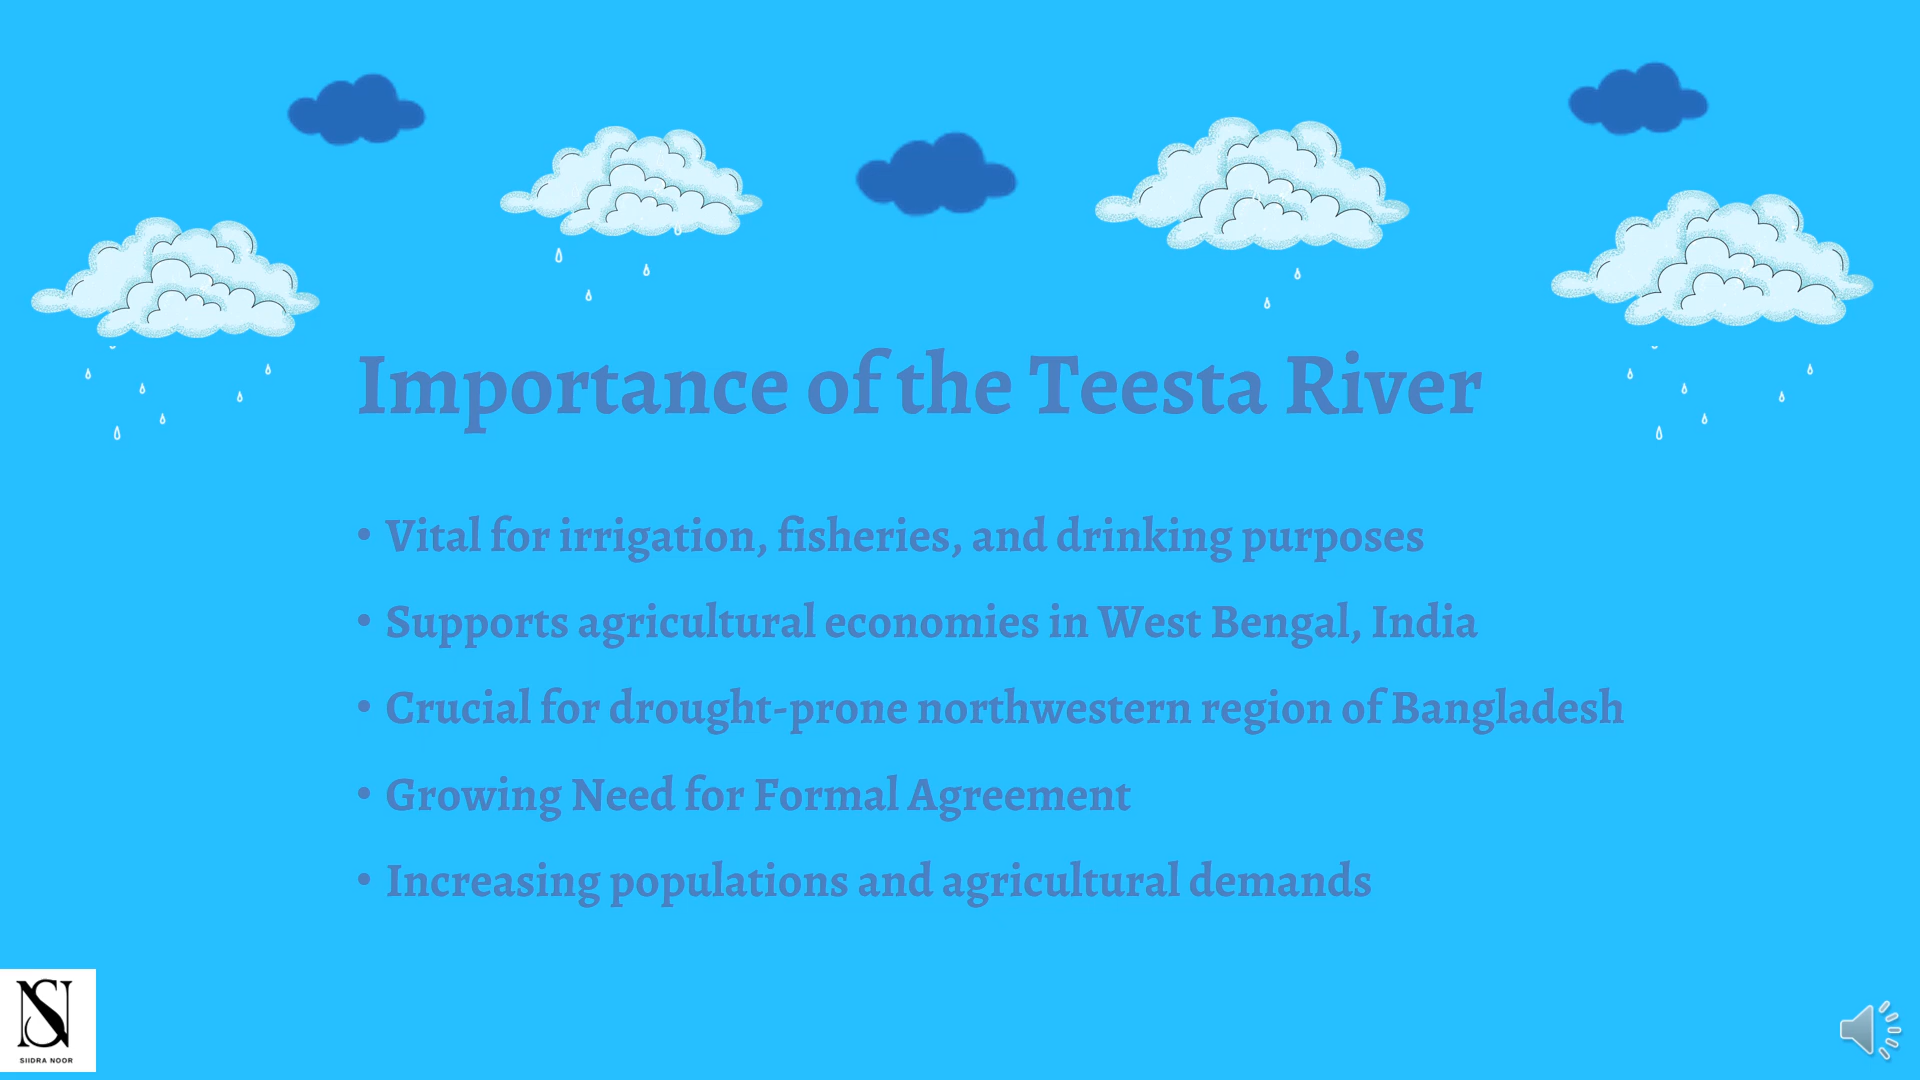 Importance of the Teesta River
• Vital for irrigation, fisheries, and drinking purposes
• Supports agricultural economies in West Bengal, India
• Crucial for drought-prone northwestern region of Bangladesh
• Growing Need for Formal Agreement
• Increasing populations and agricultural demands
SN
SIIDRA NOOR